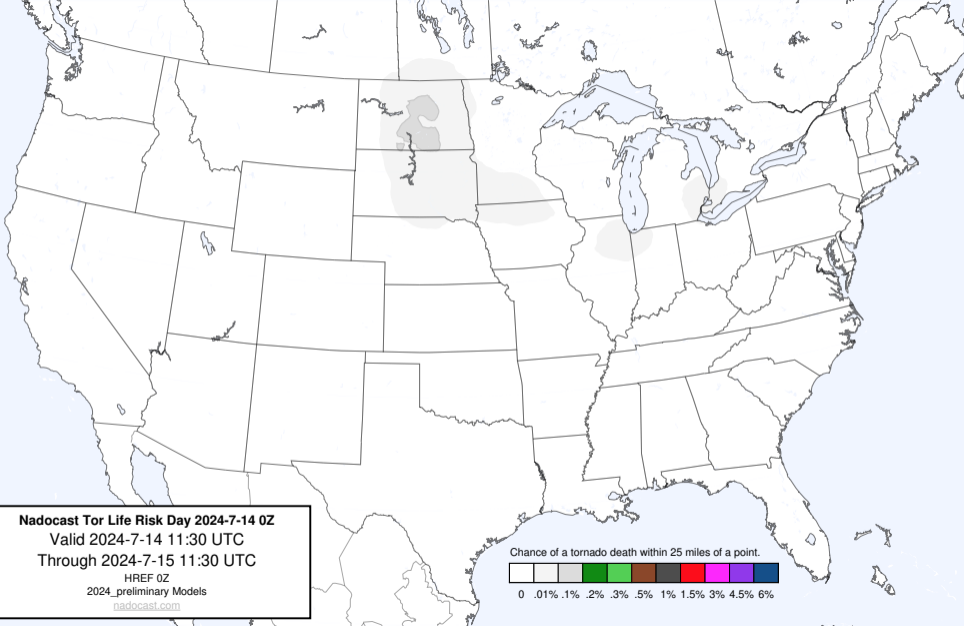 Nadocast Tor Life Risk Day 2024-7-14 0Z
Valid 2024-7-14 11:30 UTC
Through 2024-7-15 11:30 UTC
HREF 0Z
2024_preliminary Models
nadocast.com
Chance of a tornado death within 25 miles of a point.
0 .01% .1% .2% .3% .5% 1% 1.5% 3% 4.5% 6%